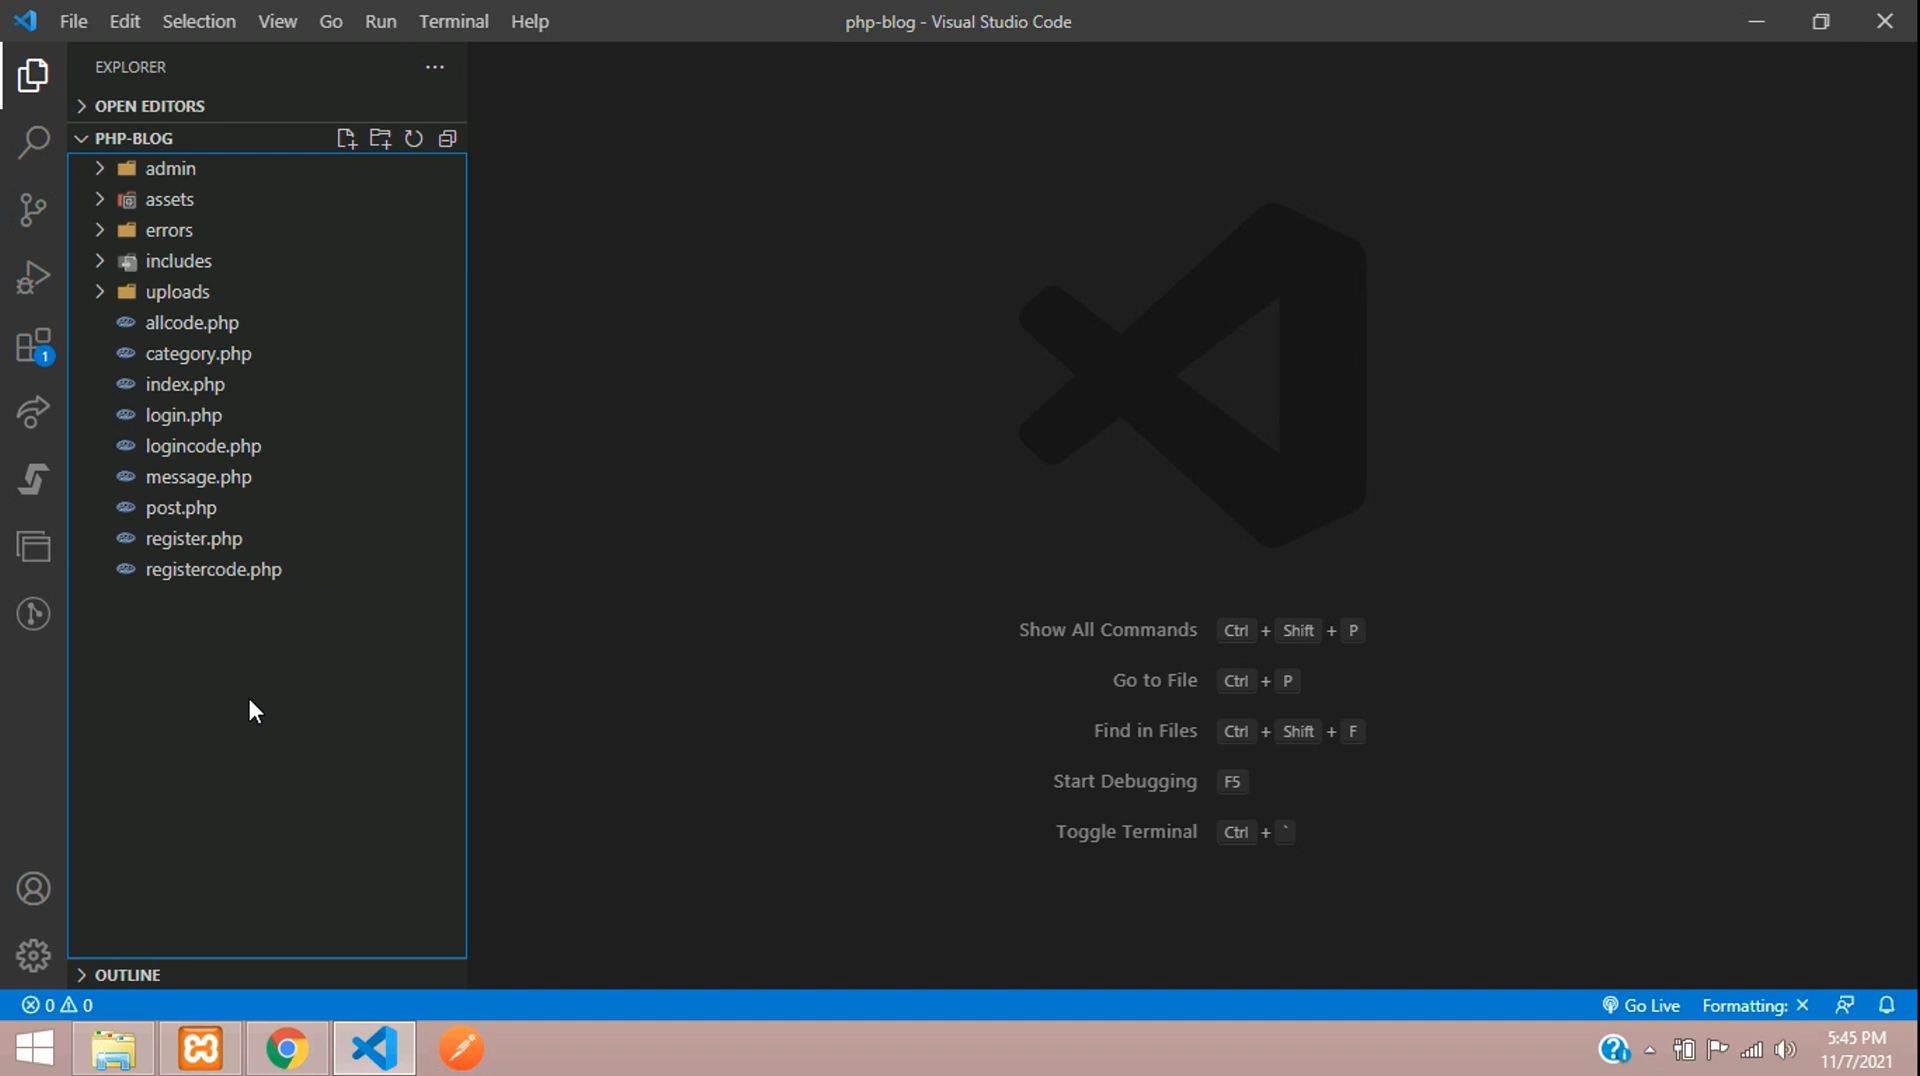 File Edit Selection View Go Run Terminal Help
php-blog - Visual Studio Code
EXPLORER
OPEN EDITORS
PHP-BLOG
admin
assets
errors
includes
uploads
allcode.php
category.php
index.php
login.php
logincode.php
message.php
post.php
register.php
registercode.php
Show All Commands Ctrl + Shift + P
Go to File Ctrl + P
Find in Files Ctrl + Shift + F
Start Debugging F5
Toggle Terminal Ctrl + `
1
OUTLINE
0 0
Go Live Formatting: ×
5:45 PM
11/7/2021